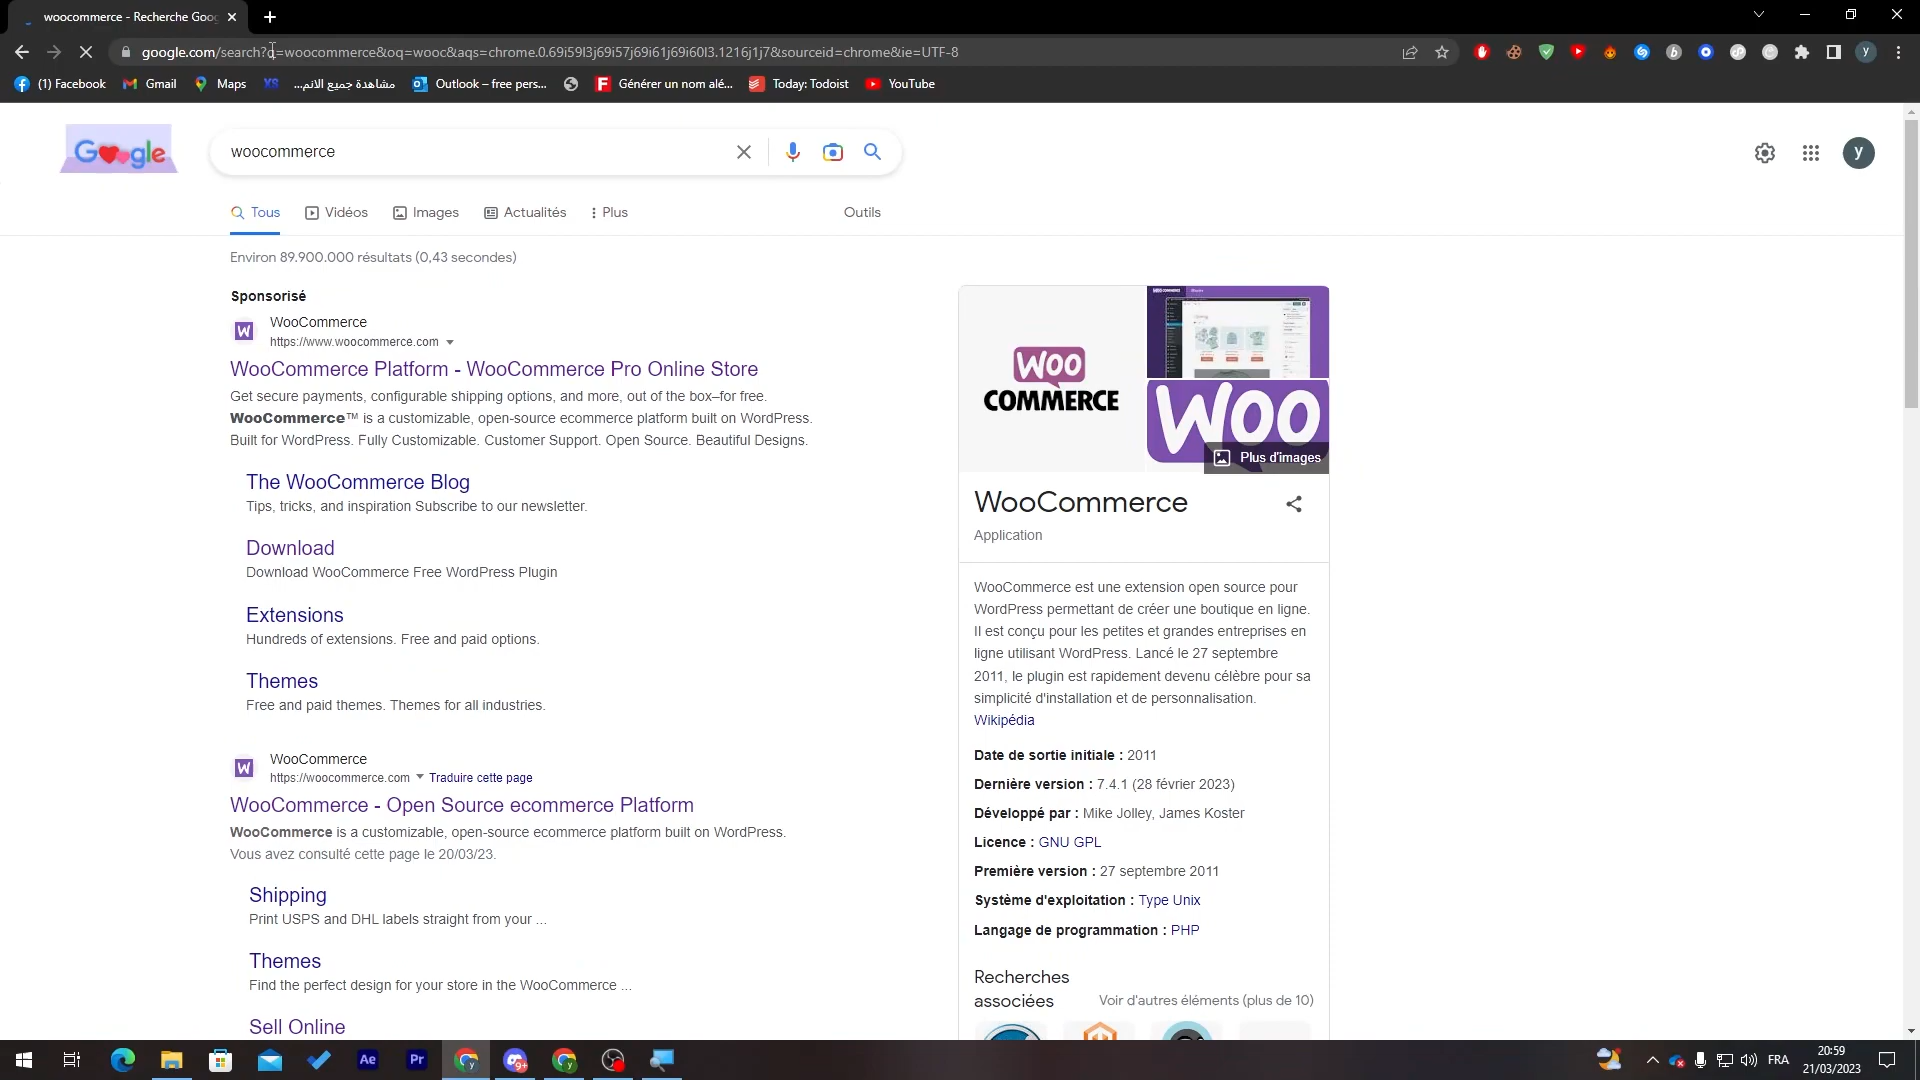 woocommerce - Recherche Goog
google.com/search?q=woocommerce&oq=wooc&aqs=chrome.0.69i59l3j69i57j69i61j69i60l3.1216j1j7&sourceid=chrome&ie=UTF-8
(1) Facebook
Gmail
Maps
مشاهدة جميع الانم...
Outlook – free pers...
Générer un nom alé...
Today: Todoist
YouTube
Google
woocommerce
y
Tous
Vidéos
Images
Actualités
Plus
Outils
Environ 89.900.000 résultats (0,43 secondes)
Sponsorisé
WooCommerce
https://www.woocommerce.com
WooCommerce Platform - WooCommerce Pro Online Store
Get secure payments, configurable shipping options, and more, out of the box–for free.
WooCommerce™ is a customizable, open-source ecommerce platform built on WordPress.
Built for WordPress. Fully Customizable. Customer Support. Open Source. Beautiful Designs.
The WooCommerce Blog
Tips, tricks, and inspiration Subscribe to our newsletter.
Download
Download WooCommerce Free WordPress Plugin
Extensions
Hundreds of extensions. Free and paid options.
Themes
Free and paid themes. Themes for all industries.
WooCommerce
https://woocommerce.com
Traduire cette page
WooCommerce - Open Source ecommerce Platform
WooCommerce is a customizable, open-source ecommerce platform built on WordPress.
Vous avez consulté cette page le 20/03/23.
Shipping
Print USPS and DHL labels straight from your ...
Themes
Find the perfect design for your store in the WooCommerce ...
Sell Online
WOO
COMMERCE
WOO
Plus d'images
WooCommerce
Application
WooCommerce est une extension open source pour
WordPress permettant de créer une boutique en ligne.
Il est conçu pour les petites et grandes entreprises en
ligne utilisant WordPress. Lancé le 27 septembre
2011, le plugin est rapidement devenu célèbre pour sa
simplicité d'installation et de personnalisation.
Wikipédia
Date de sortie initiale : 2011
Dernière version : 7.4.1 (28 février 2023)
Développé par : Mike Jolley, James Koster
Licence : GNU GPL
Première version : 27 septembre 2011
Système d'exploitation : Type Unix
Langage de programmation : PHP
Recherches
associées
Voir d'autres éléments (plus de 10)
Ae
Pr
FRA
20:59
21/03/2023